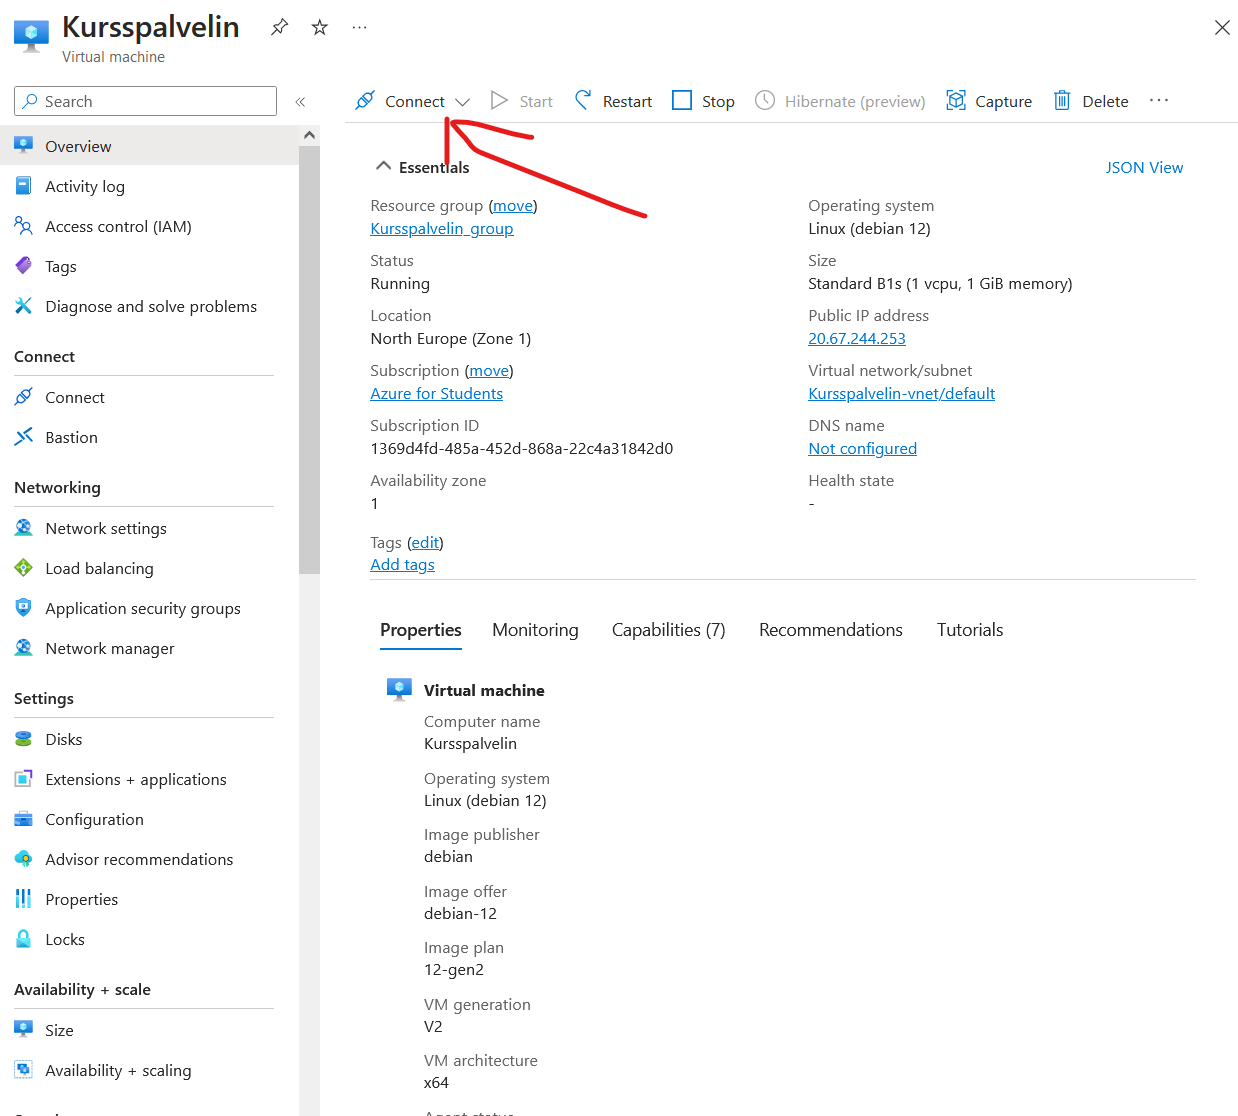 Kursspalvelin
Virtual machine
Search
Connect Start Restart Stop Hibernate (preview) Capture Delete
Overview
Activity log
Access control (IAM)
Tags
Diagnose and solve problems
Connect
Connect
Bastion
Networking
Network settings
Load balancing
Application security groups
Network manager
Settings
Disks
Extensions + applications
Configuration
Advisor recommendations
Properties
Locks
Availability + scale
Size
Availability + scaling
Essentials
JSON View
Resource group (move)
Kursspalvelin_group
Status
Running
Location
North Europe (Zone 1)
Subscription (move)
Azure for Students
Subscription ID
1369d4fd-485a-452d-868a-22c4a31842d0
Availability zone
1
Operating system
Linux (debian 12)
Size
Standard B1s (1 vcpu, 1 GiB memory)
Public IP address
20.67.244.253
Virtual network/subnet
Kursspalvelin-vnet/default
DNS name
Not configured
Health state
-
Tags (edit)
Add tags
Properties Monitoring Capabilities (7) Recommendations Tutorials
Virtual machine
Computer name
Kursspalvelin
Operating system
Linux (debian 12)
Image publisher
debian
Image offer
debian-12
Image plan
12-gen2
VM generation
V2
VM architecture
x64
Agent status